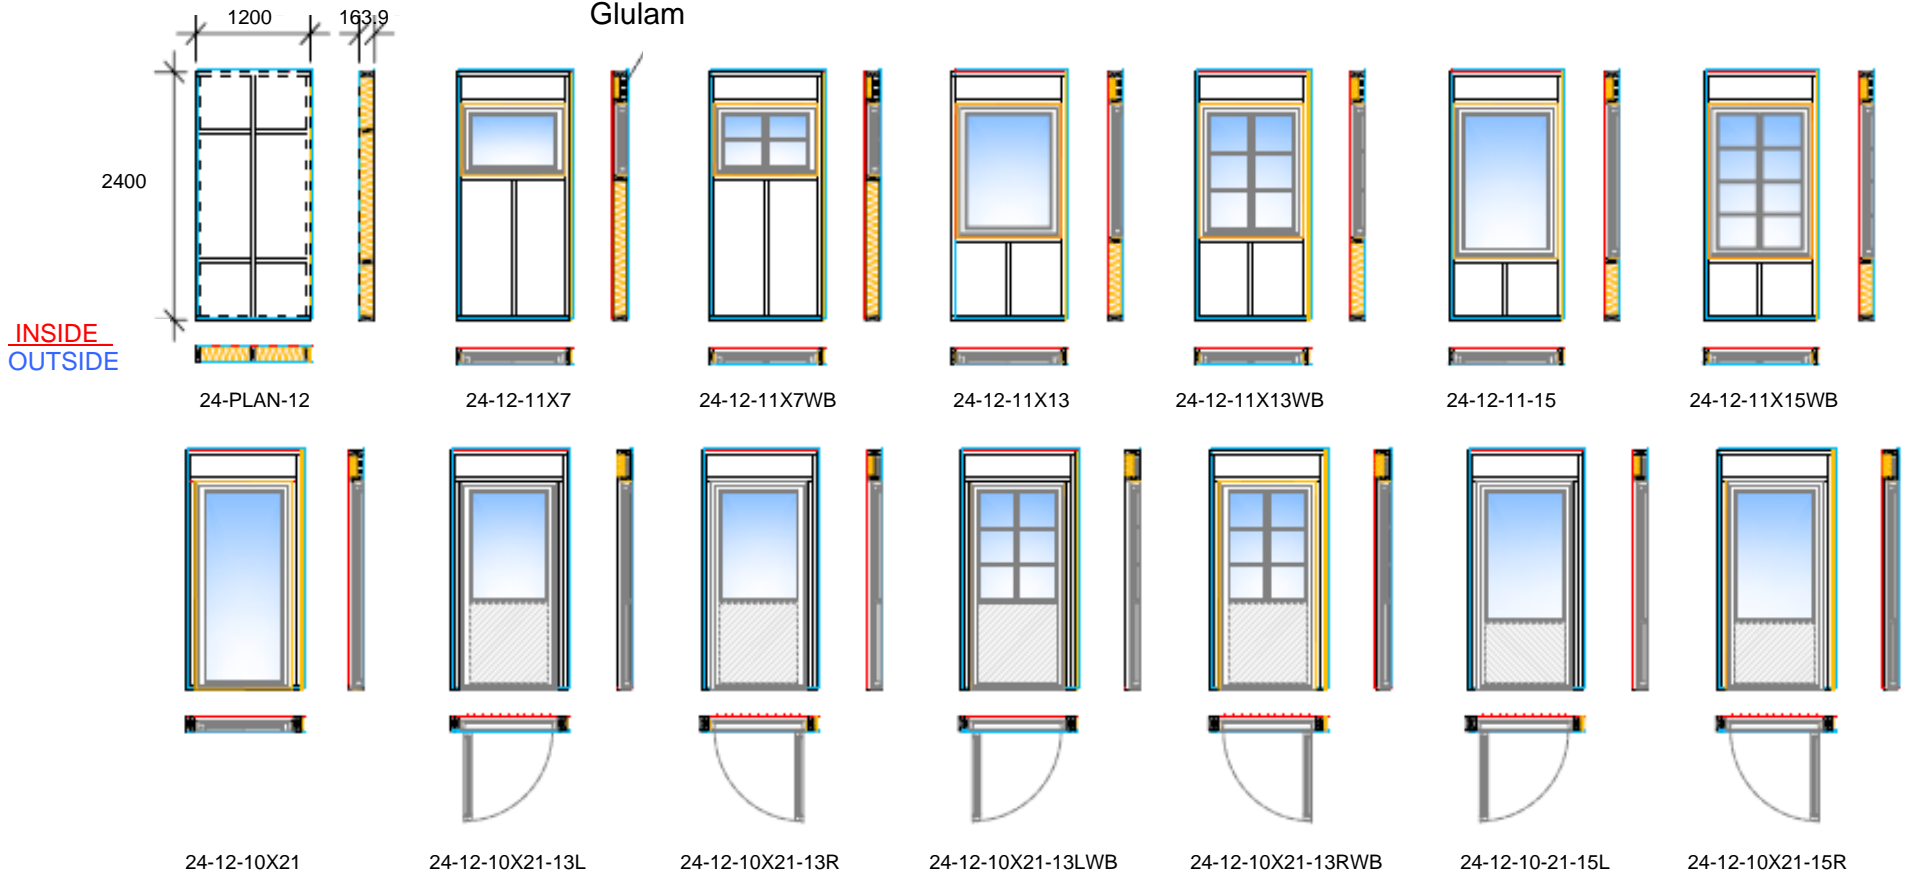 1200
163.9
Glulam
2400
INSIDE
OUTSIDE
24-PLAN-12
24-12-11X7
24-12-11X7WB
24-12-11X13
24-12-11X13WB
24-12-11-15
24-12-11X15WB
24-12-10X21
24-12-10X21-13L
24-12-10X21-13R
24-12-10X21-13LWB
24-12-10X21-13RWB
24-12-10-21-15L
24-12-10X21-15R